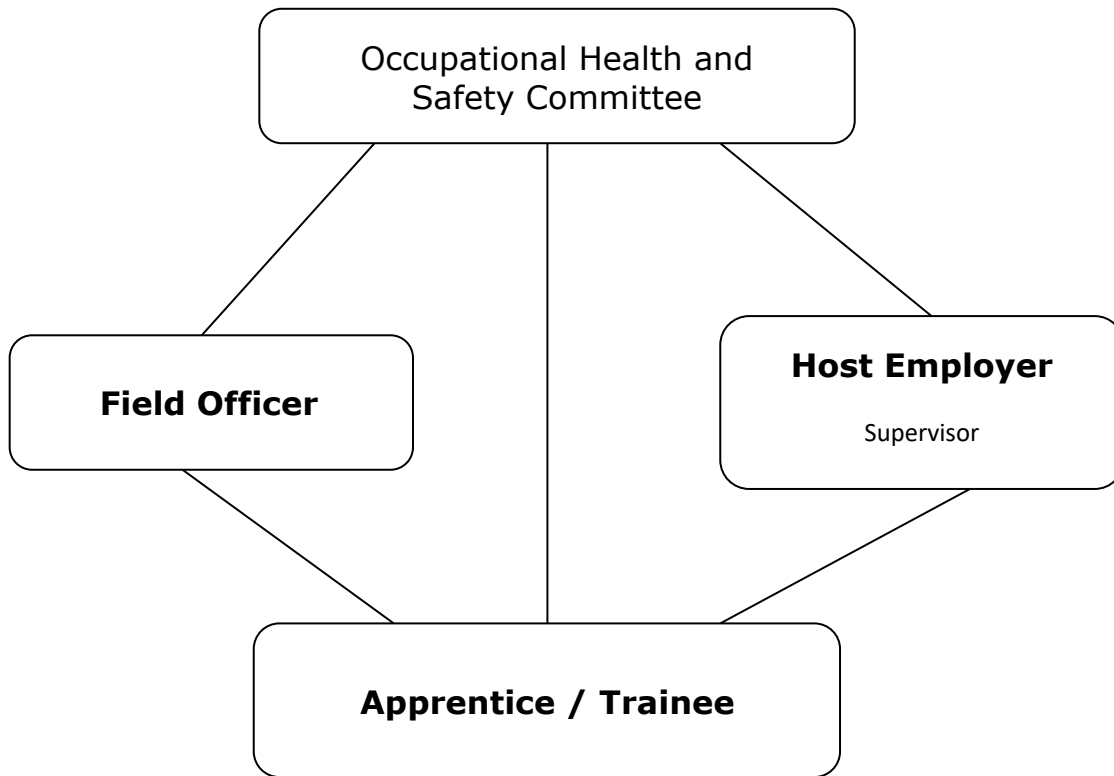 Occupational Health and
Safety Committee
Field Officer
Host Employer
Supervisor
Apprentice / Trainee